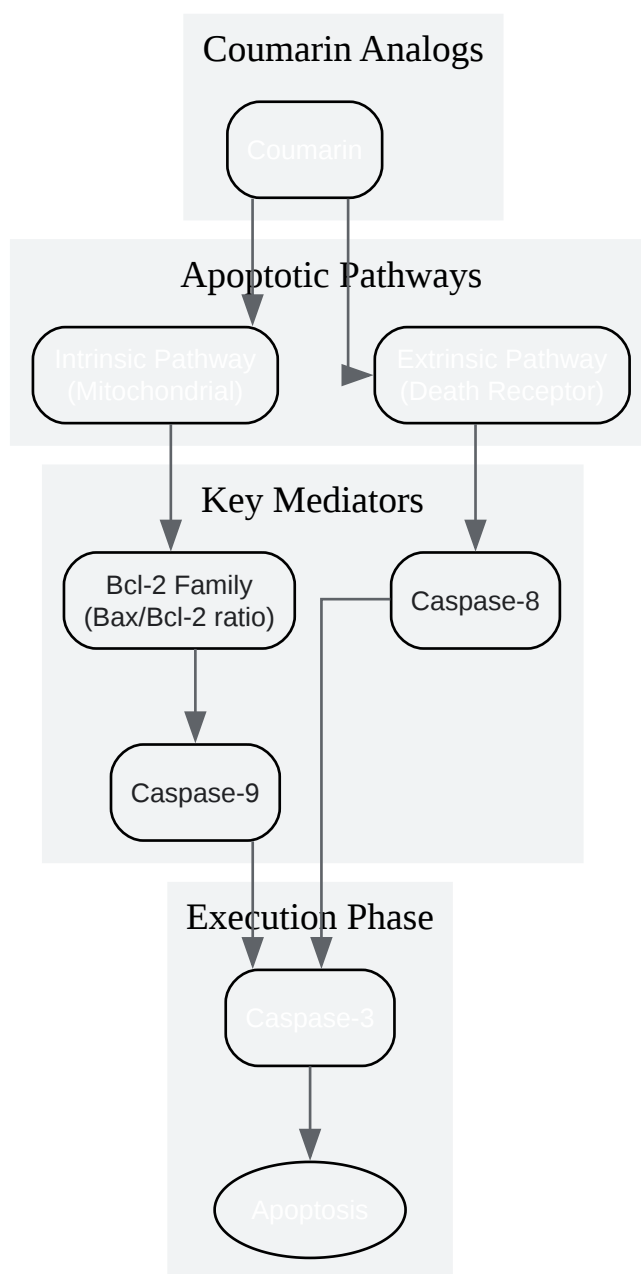 Coumarin Analogs
Coumarin
Apoptotic Pathways
Intrinsic Pathway
(Mitochondrial)
Extrinsic Pathway
(Death Receptor)
Key Mediators
Bcl-2 Family
(Bax/Bcl-2 ratio)
Caspase-8
Caspase-9
Execution Phase
Caspase-3
Apoptosis